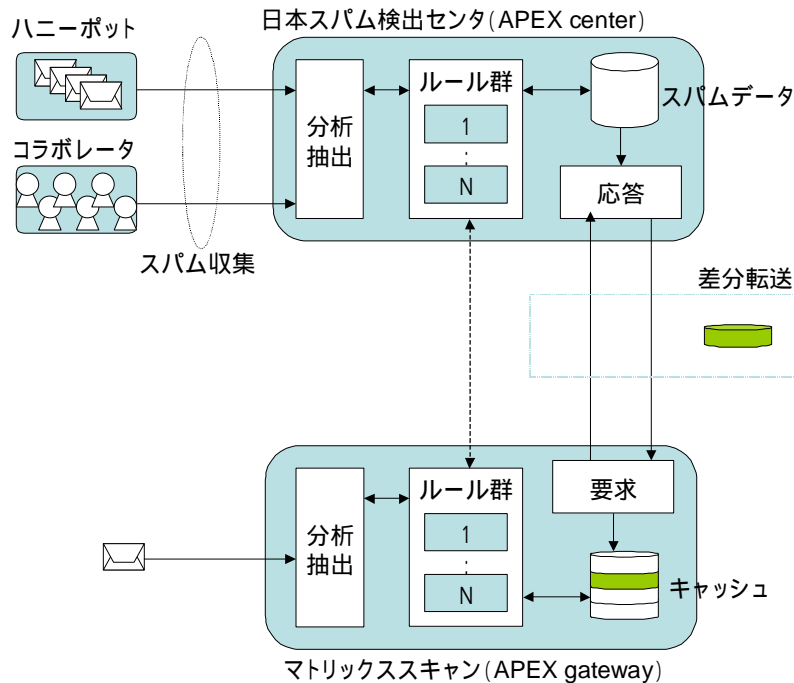 ハニーポット
日本スパム検出センタ(APEX center)
分析
抽出
ルール群
1
:
N
スパムデータ
応答
コラボレータ
スパム収集
差分転送
分析
抽出
ルール群
1
:
N
要求
キャッシュ
マトリックススキャン(APEX gateway)